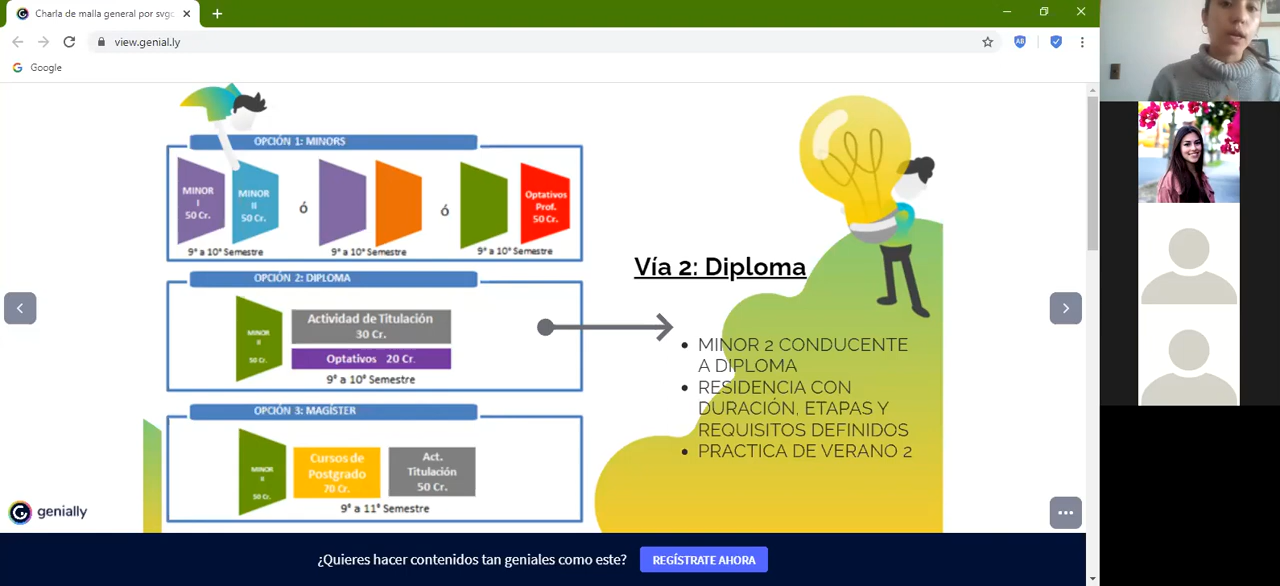 Charla de malla general por svgc
view.genial.ly
Google
OPCIÓN 1: MINORS
MINOR
I
50 Cr.
MINOR
II
50 Cr.
ó
ó
Optativos
Prof.
50 Cr.
9° a 10° Semestre
9° a 10° Semestre
9° a 10° Semestre
OPCIÓN 2: DIPLOMA
MINOR
II
50 Cr.
Actividad de Titulación
30 Cr.
Optativos 20 Cr.
9° a 10° Semestre
OPCIÓN 3: MAGÍSTER
MINOR
II
50 Cr.
Cursos de
Postgrado
70 Cr.
Act.
Titulación
50 Cr.
9° a 11° Semestre
Vía 2: Diploma
• MINOR 2 CONDUCENTE
A DIPLOMA
• RESIDENCIA CON
DURACIÓN, ETAPAS Y
REQUISITOS DEFINIDOS
• PRACTICA DE VERANO 2
genially
¿Quieres hacer contenidos tan geniales como este?
REGÍSTRATE AHORA